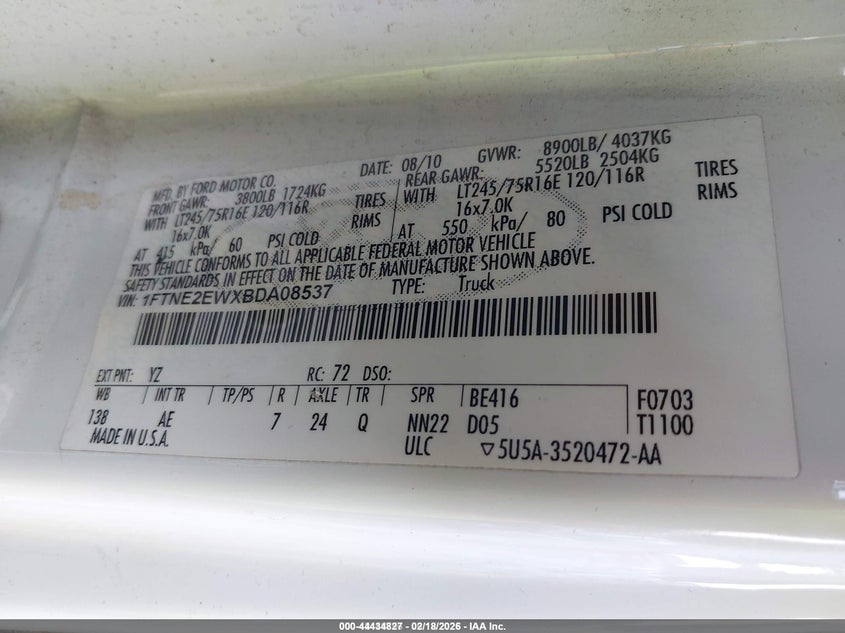 MFD. BY FORD MOTOR CO.
DATE: 08/10 GVWR: 8900LB/ 4037KG
FRONT GAWR: 3800LB 1724KG
REAR GAWR: 5520LB 2504KG
WITH LT245/75R16E 120/116R TIRES
WITH LT245/75R16E 120/116R TIRES
16x7.0K RIMS
16x7.0K RIMS
AT 415 kPa/ 60 PSI COLD
AT 550 kPa/ 80 PSI COLD
THIS VEHICLE CONFORMS TO ALL APPLICABLE FEDERAL MOTOR VEHICLE
SAFETY STANDARDS IN EFFECT ON THE DATE OF MANUFACTURE SHOWN ABOVE.
VIN: 1FTNE2EWXBDA08537 TYPE: Truck
EXT PNT: YZ RC: 72 DSO:
WB INT TR TP/PS R AXLE TR SPR BE416 F0703
138 AE 7 24 Q NN22 D05 T1100
MADE IN U.S.A. ULC ▽5U5A-3520472-AA
000-44434827 - 02/18/2026 - IAA Inc.